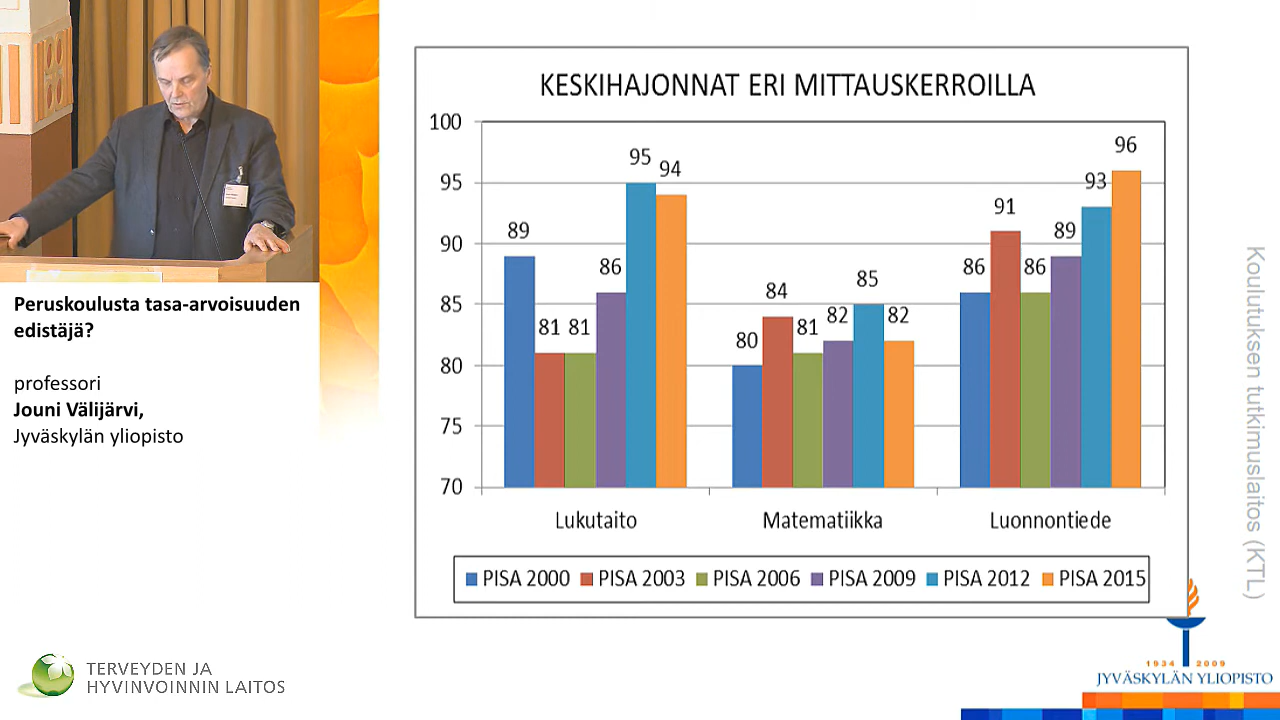 Peruskoulusta tasa-arvoisuuden
edistäjä?
professori
Jouni Välijärvi,
Jyväskylän yliopisto
TERVEYDEN JA
HYVINVOINNIN LAITOS
KESKIHAJONNAT ERI MITTAUSKERROILLA
100
95
90
85
80
75
70
89
81
81
86
95
94
80
84
81
82
85
82
86
91
86
89
93
96
Lukutaito Matematiikka Luonnontiede
PISA 2000 PISA 2003 PISA 2006 PISA 2009 PISA 2012 PISA 2015
Koulutuksen tutkimuslaitos (KTL)
1934 2009
JYVÄSKYLÄN YLIOPISTO